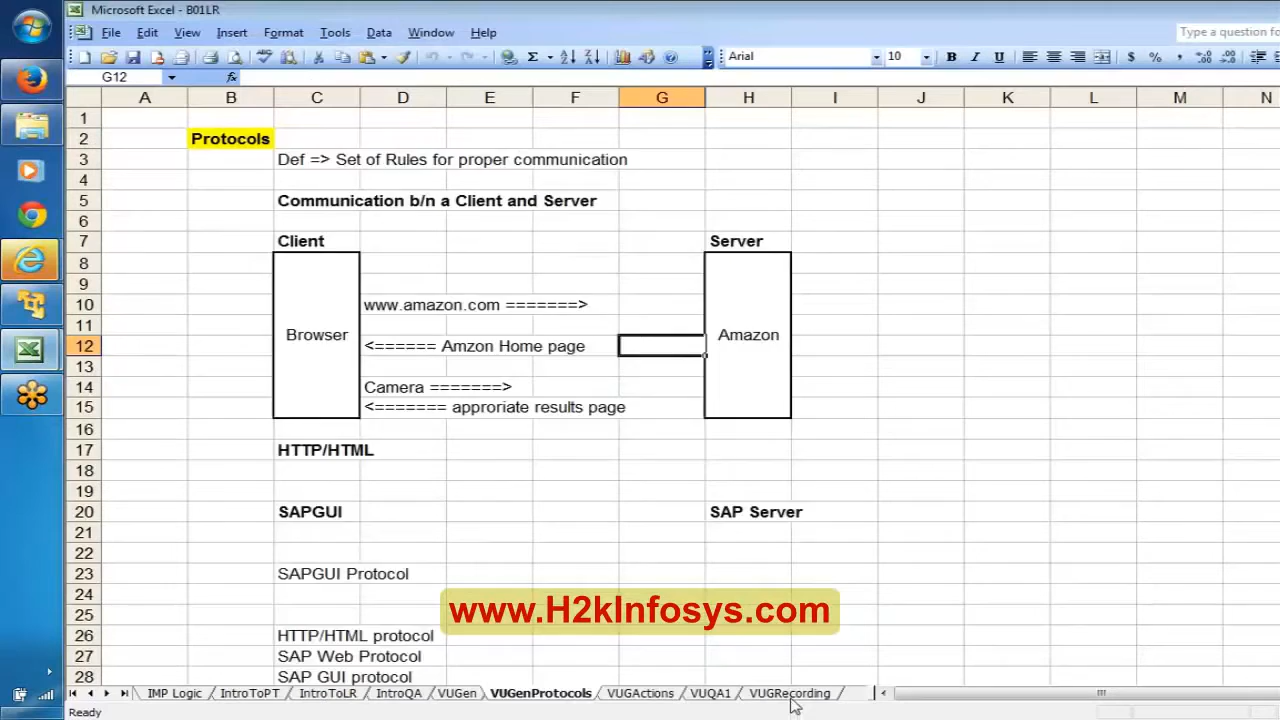 Microsoft Excel - B01LR
File Edit View Insert Format Tools Data Window Help
Type a question fo
Arial 10 B I U $ % ,
G12 fx
A B C D E F G H I J K L M N
1
2 Protocols
3 Def => Set of Rules for proper communication
4
5 Communication b/n a Client and Server
6
7 Client Server
8
9
10 www.amazon.com =======>
11
Browser Amazon
12 <====== Amzon Home page
13
14 Camera =======>
15 <======= approriate results page
16
17 HTTP/HTML
18
19
20 SAPGUI SAP Server
21
22
23 SAPGUI Protocol
24
www.H2kInfosys.com
25
26 HTTP/HTML protocol
27 SAP Web Protocol
28 SAP GUI protocol
IMP Logic IntroToPT IntroToLR IntroQA VUGen VUGenProtocols VUGActions VUQA1 VUGRecording
Ready